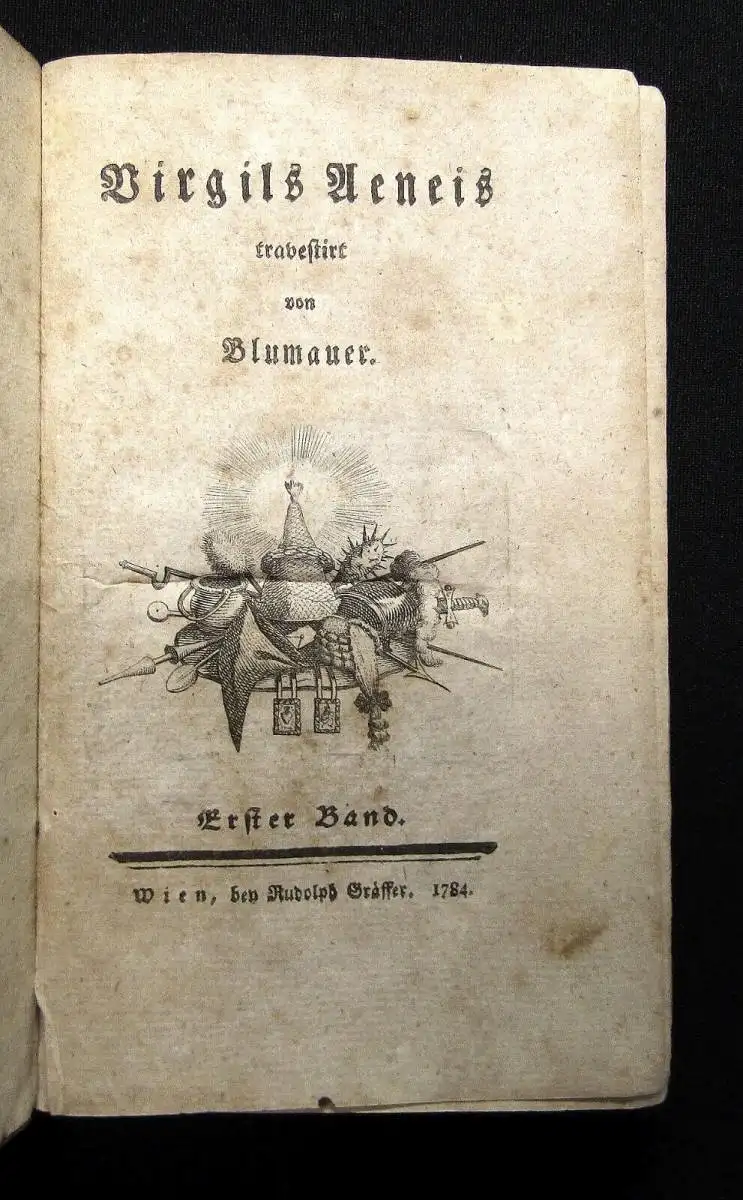 Virgils Aeneis
travestirt
von
Blumauer.
Erster Band.
Wien, bey Rudolph Gräffer. 1784.